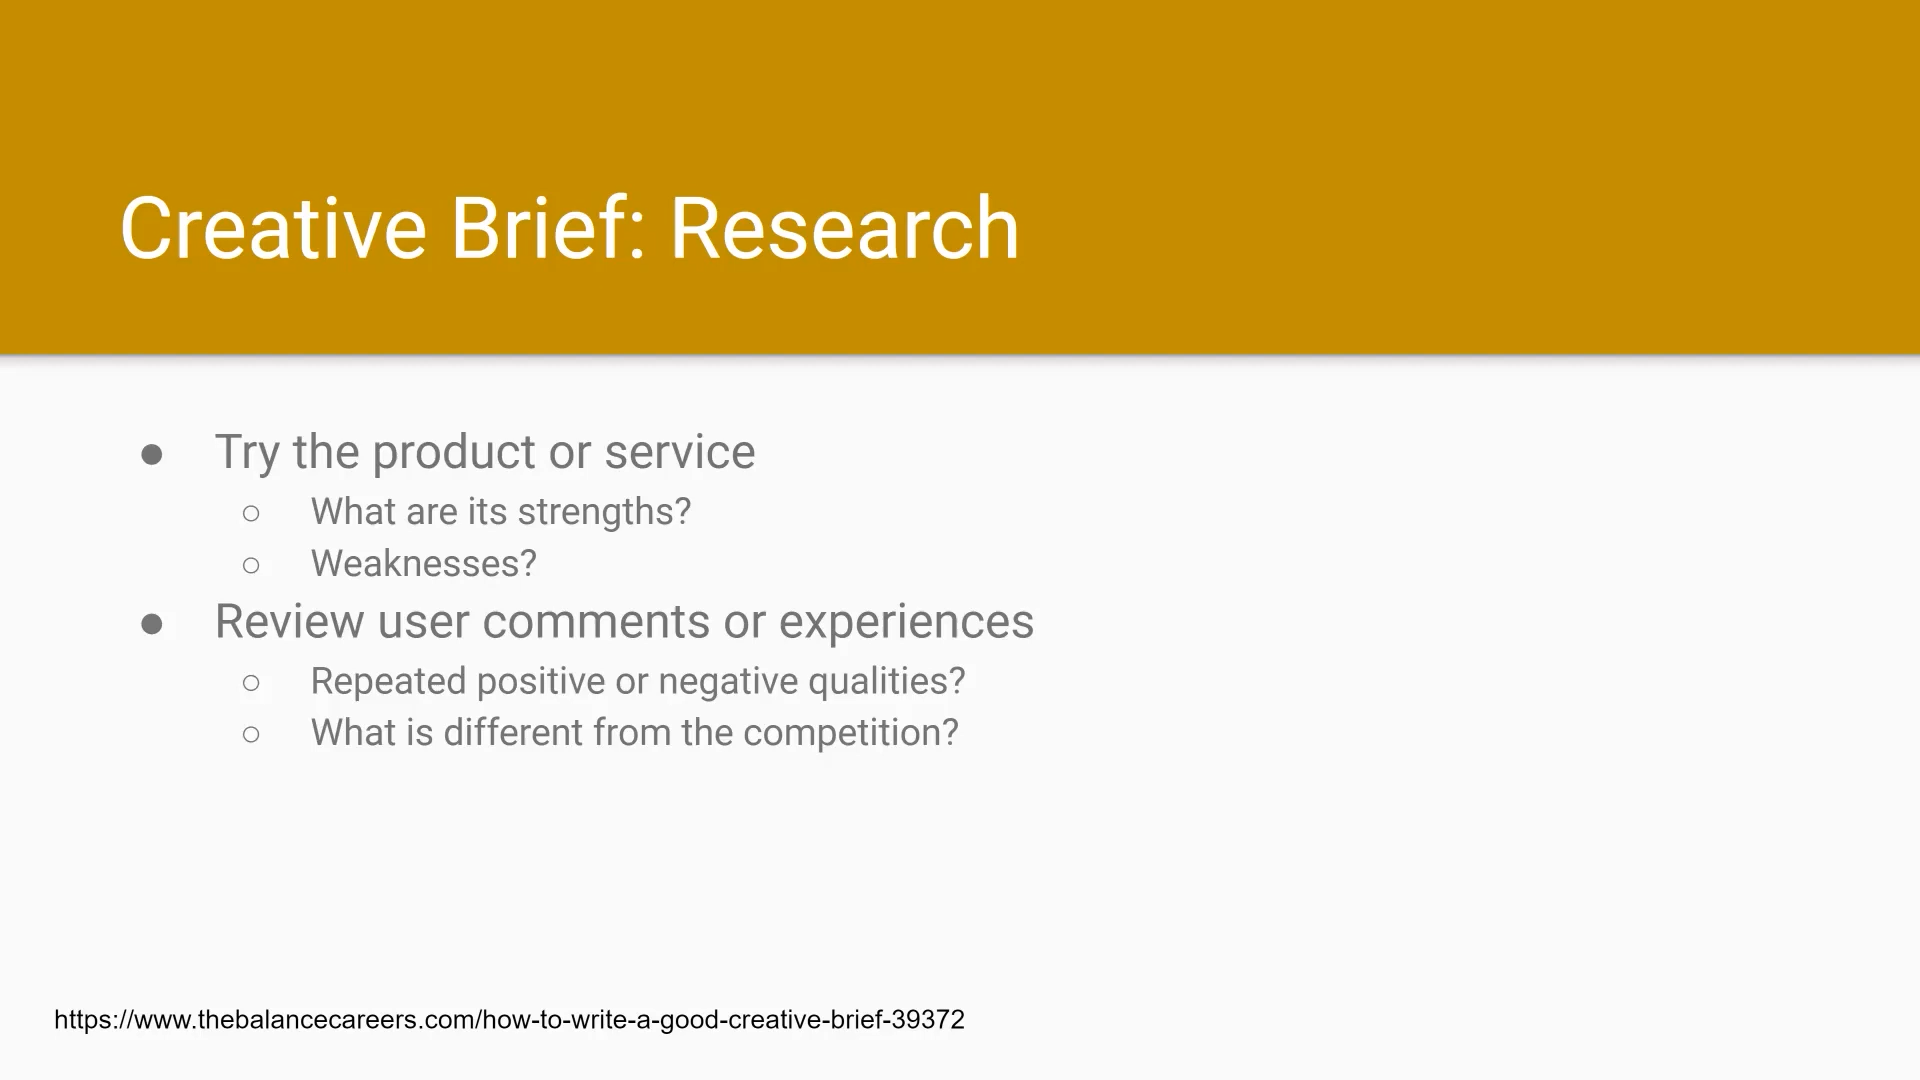 Creative Brief: Research
● Try the product or service
○ What are its strengths?
○ Weaknesses?
● Review user comments or experiences
○ Repeated positive or negative qualities?
○ What is different from the competition?
https://www.thebalancecareers.com/how-to-write-a-good-creative-brief-39372